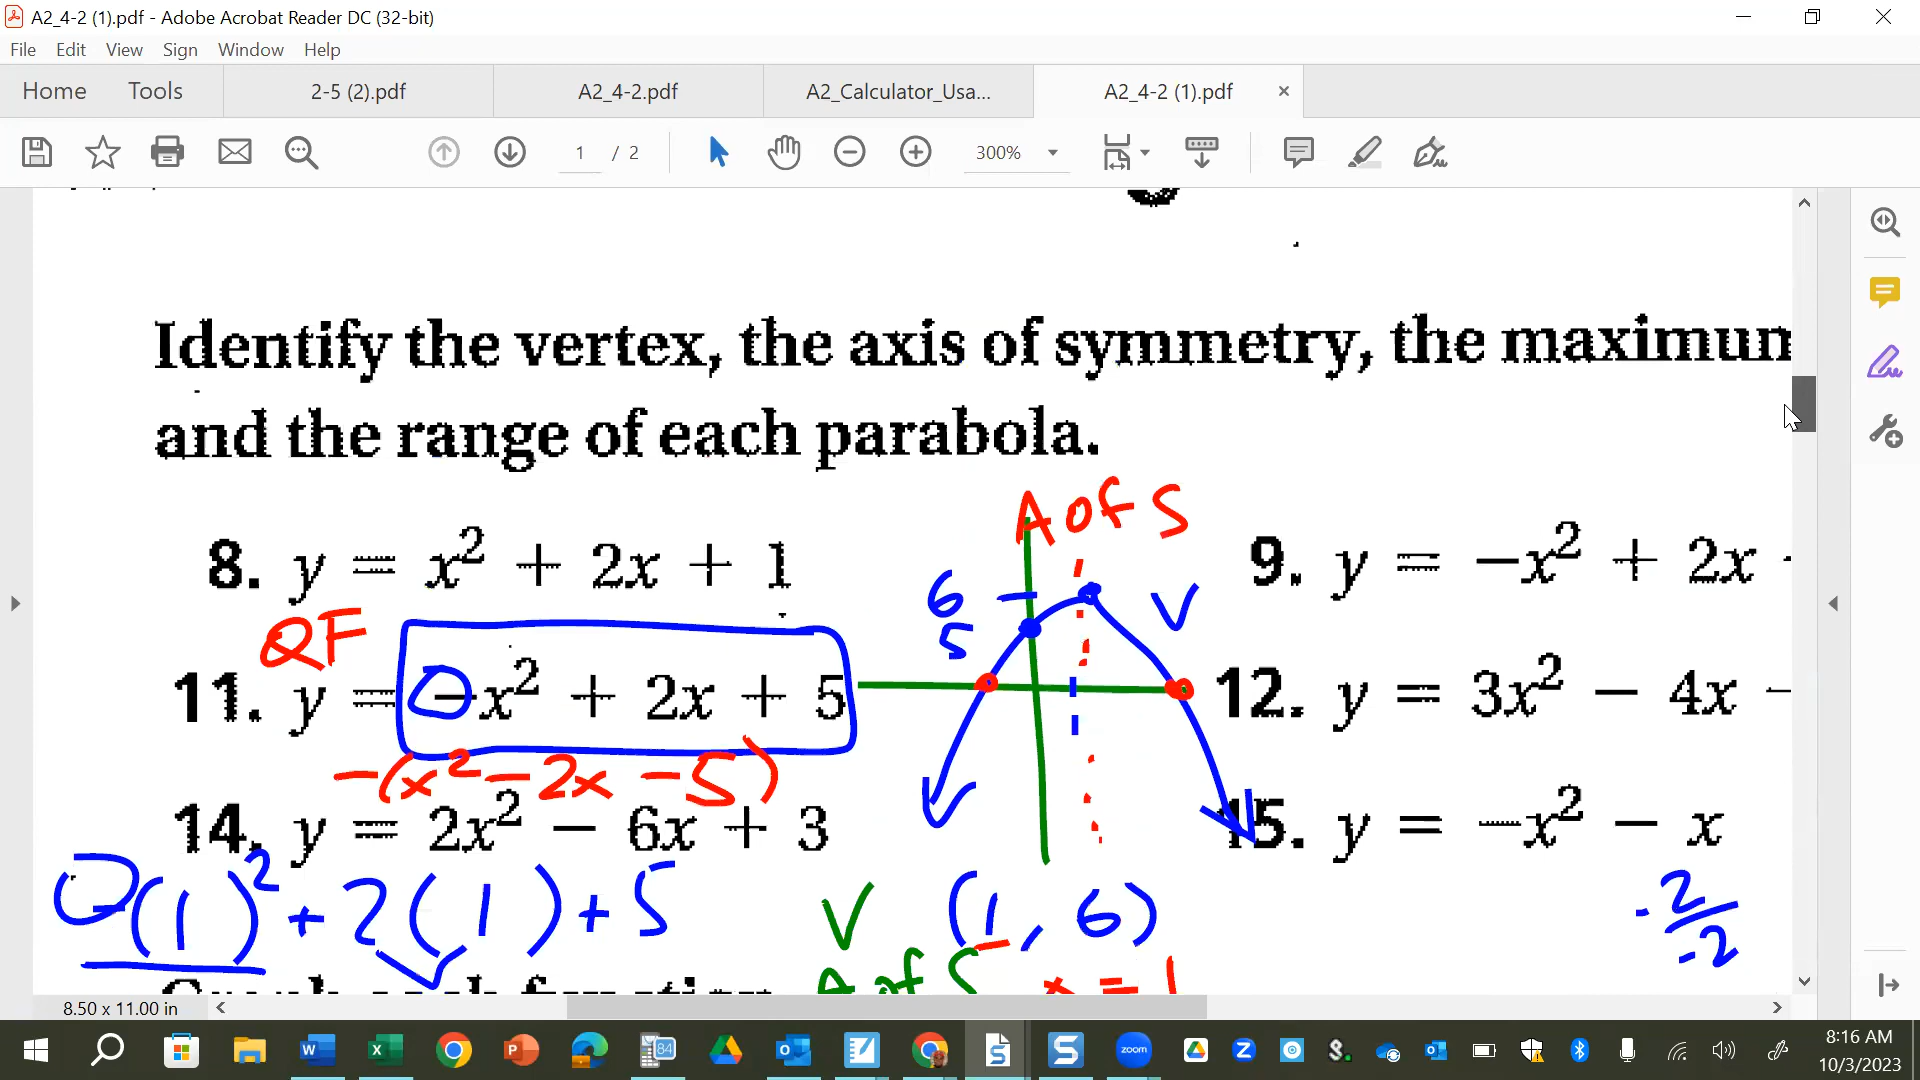 A2_4-2 (1).pdf - Adobe Acrobat Reader DC (32-bit)
File Edit View Sign Window Help
Home Tools 2-5 (2).pdf A2_4-2.pdf A2_Calculator_Usa... A2_4-2 (1).pdf
1 / 2 300%
Identify the vertex, the axis of symmetry, the maximum
and the range of each parabola.
A of S
8. y = x² + 2x + 1
9. y = -x² + 2x
6
V
QF
5
11. y = -x² + 2x + 5
12. y = 3x² - 4x -
-(x² - 2x - 5)
14. y = 2x² - 6x + 3
15. y = -x² - x
-(1)² + 2(1) + 5
V (1, 6)
-2/-2
A of S x = 1
8.50 x 11.00 in
84
zoom
8:16 AM
10/3/2023